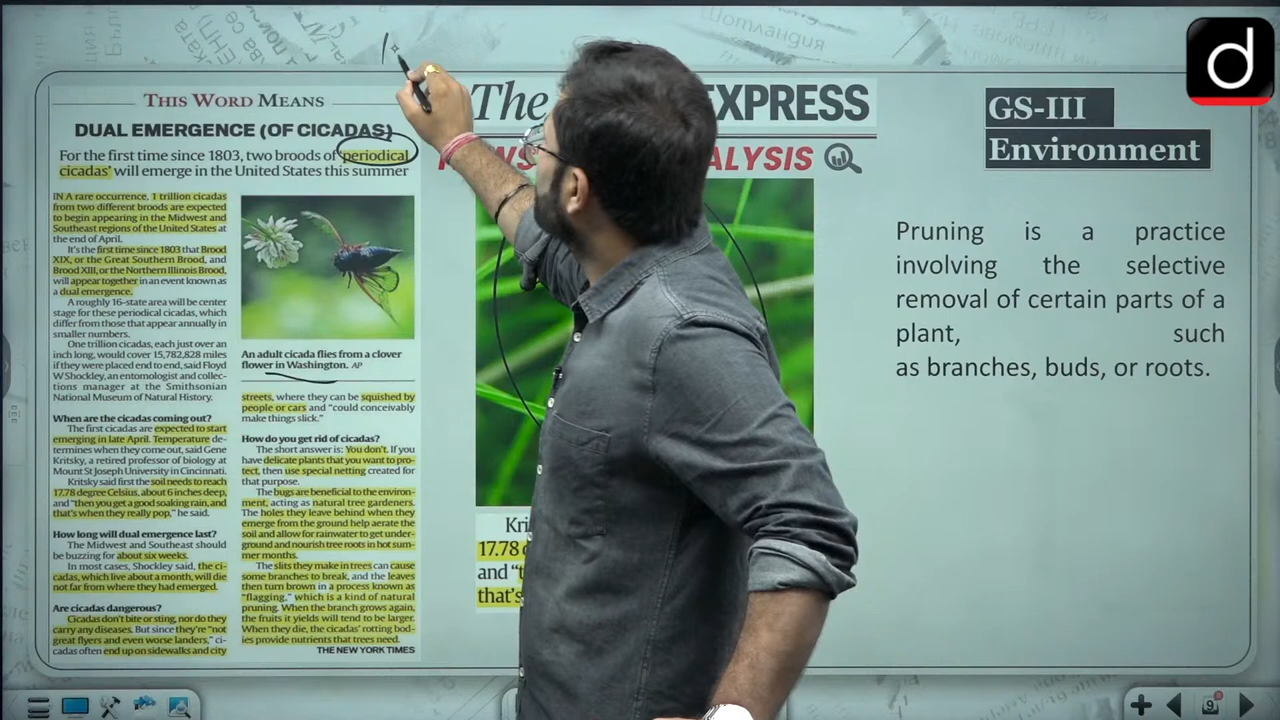 Шотландия
d
THIS WORD MEANS
DUAL EMERGENCE (OF CICADAS)
For the first time since 1803, two broods of 'periodical
cicadas' will emerge in the United States this summer
IN A rare occurrence, 1 trillion cicadas
from two different broods are expected
to begin appearing in the Midwest and
Southeast regions of the United States at
the end of April.
It's the first time since 1803 that Brood
XIX, or the Great Southern Brood, and
Brood XIII, or the Northern Illinois Brood,
will appear together in an event known as
a dual emergence.
A roughly 16-state area will be center
stage for these periodical cicadas, which
differ from those that appear annually in
smaller numbers.
One trillion cicadas, each just over an
inch long, would cover 15,782,828 miles
if they were placed end to end, said Floyd
W Shockley, an entomologist and collec-
tions manager at the Smithsonian
National Museum of Natural History.
When are the cicadas coming out?
The first cicadas are expected to start
emerging in late April. Temperature de-
termines when they come out, said Gene
Kritsky, a retired professor of biology at
Mount St Joseph University in Cincinnati.
Kritsky said first the soil needs to reach
17.78 degree Celsius, about 6 inches deep,
and "then you get a good soaking rain, and
that's when they really pop," he said.
How long will dual emergence last?
The Midwest and Southeast should
be buzzing for about six weeks.
In most cases, Shockley said, the ci-
cadas, which live about a month, will die
not far from where they had emerged.
Are cicadas dangerous?
Cicadas don't bite or sting, nor do they
carry any diseases. But since they're "not
great flyers and even worse landers," ci-
cadas often end up on sidewalks and city
An adult cicada flies from a clover
flower in Washington. AP
streets, where they can be squished by
people or cars and "could conceivably
make things slick."
How do you get rid of cicadas?
The short answer is: You don't. If you
have delicate plants that you want to pro-
tect, then use special netting created for
that purpose.
The bugs are beneficial to the environ-
ment, acting as natural tree gardeners.
The holes they leave behind when they
emerge from the ground help aerate the
soil and allow for rainwater to get under-
ground and nourish tree roots in hot sum-
mer months.
The slits they make in trees can cause
some branches to break, and the leaves
then turn brown in a process known as
"flagging," which is a kind of natural
pruning. When the branch grows again,
the fruits it yields will tend to be larger.
When they die, the cicadas' rotting bod-
ies provide nutrients that trees need.
THE NEW YORK TIMES
The EXPRESS
17.78
and
that's
GS-III
Environment
Pruning is a practice
involving the selective
removal of certain parts of a
plant, such
as branches, buds, or roots.
9